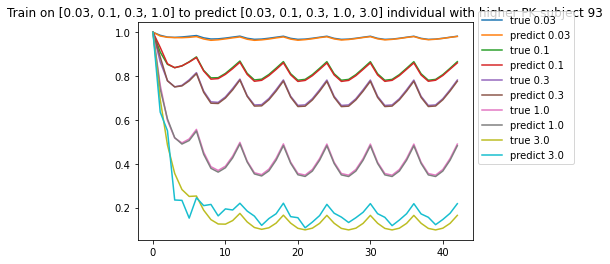 Train on [0.03, 0.1, 0.3, 1.0] to predict [0.03, 0.1, 0.3, 1.0, 3.0] individual with higher PK subject 93
true 0.03
predict 0.03
true 0.1
predict 0.1
true 0.3
predict 0.3
true 1.0
predict 1.0
true 3.0
predict 3.0
1.0
0.8
0.6
0.4
0.2
0 10 20 30 40